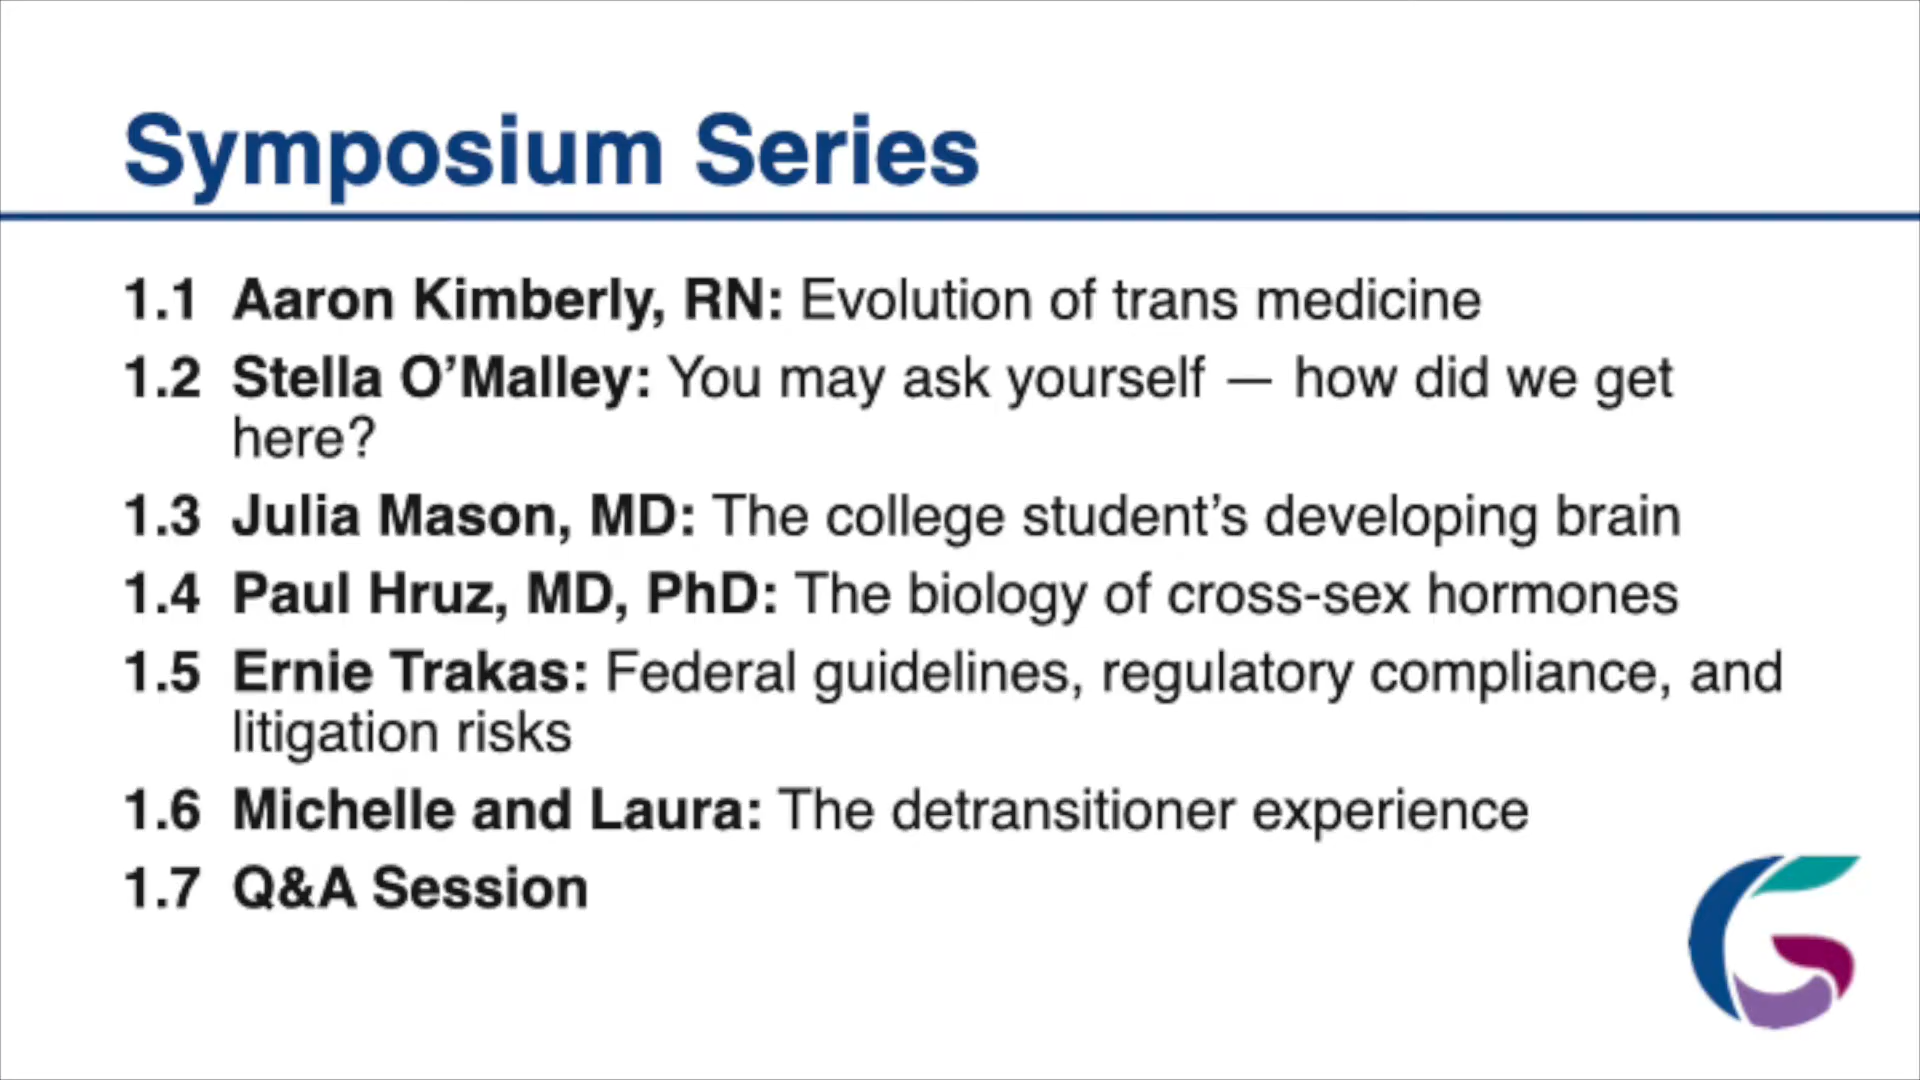 Symposium Series
1.1 Aaron Kimberly, RN: Evolution of trans medicine
1.2 Stella O’Malley: You may ask yourself — how did we get
here?
1.3 Julia Mason, MD: The college student’s developing brain
1.4 Paul Hruz, MD, PhD: The biology of cross-sex hormones
1.5 Ernie Trakas: Federal guidelines, regulatory compliance, and
litigation risks
1.6 Michelle and Laura: The detransitioner experience
1.7 Q&A Session